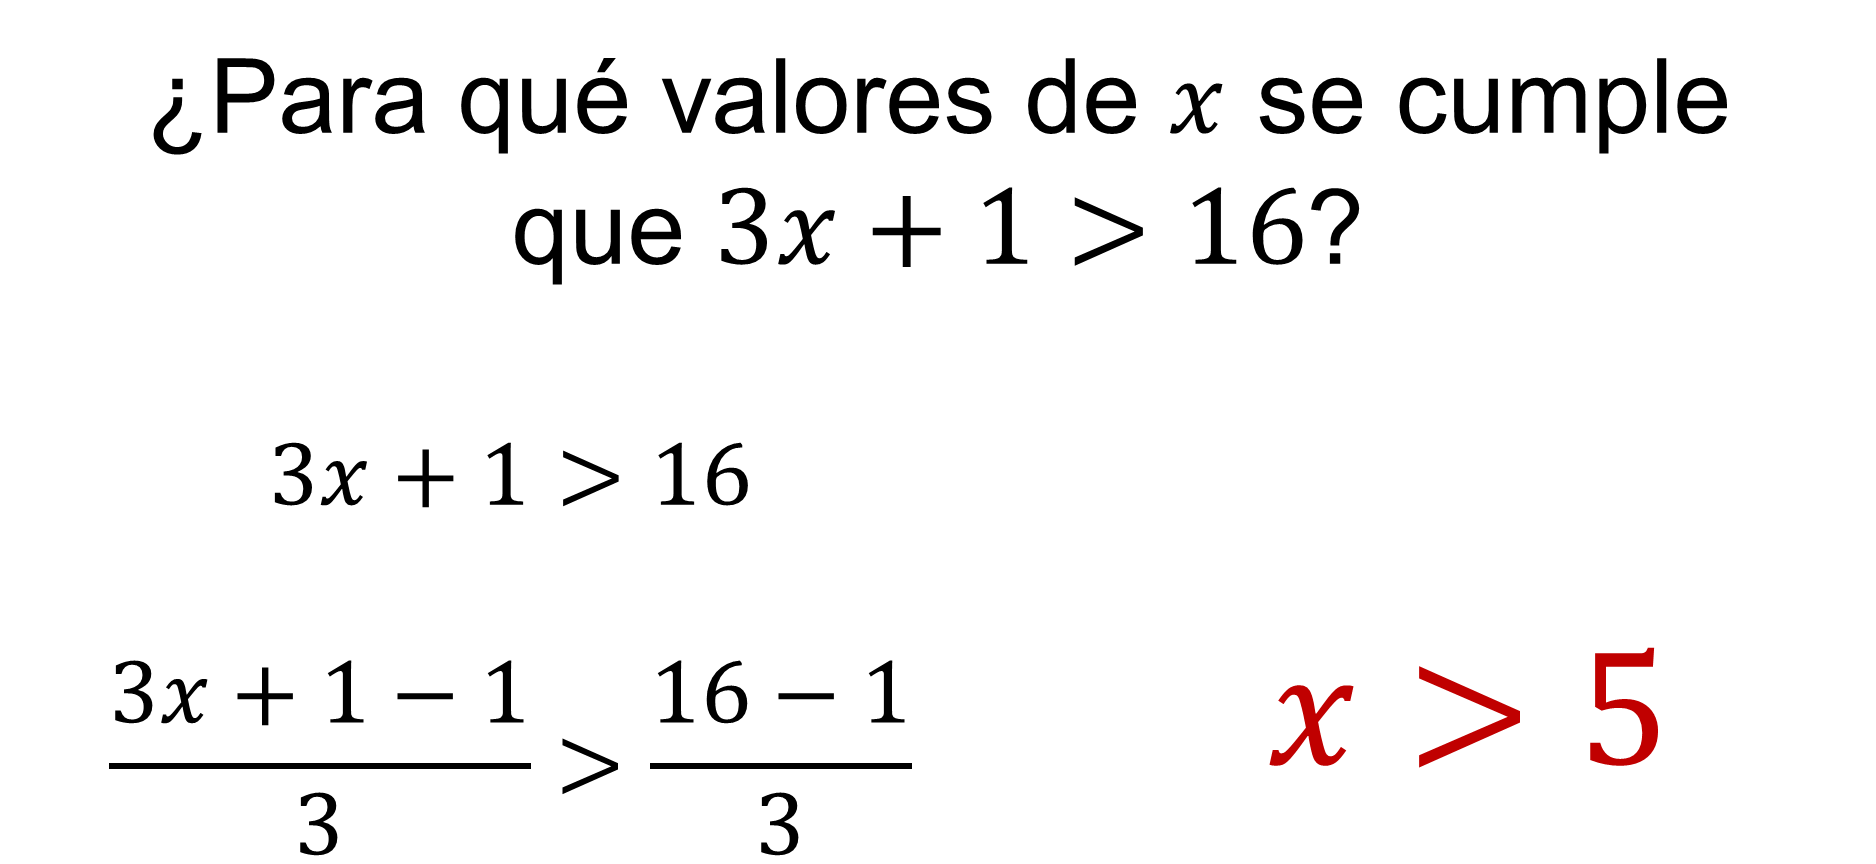 ¿Para qué valores de x se cumple
que 3x + 1 > 16?
3x + 1 > 16
(3x + 1 − 1)/3 > (16 − 1)/3
x > 5